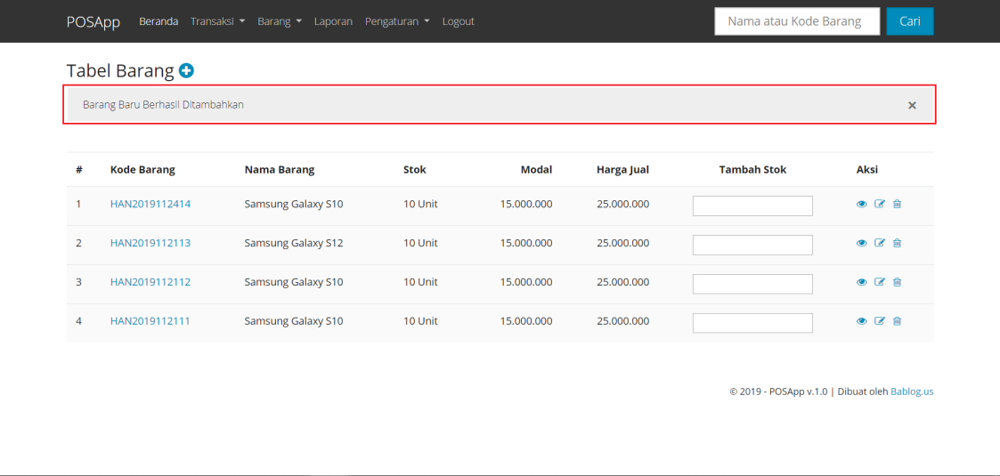 POSApp Beranda Transaksi Barang Laporan Pengaturan Logout Nama atau Kode Barang Cari
Tabel Barang
Barang Baru Berhasil Ditambahkan ×
# Kode Barang Nama Barang Stok Modal Harga Jual Tambah Stok Aksi
1 HAN2019112414 Samsung Galaxy S10 10 Unit 15.000.000 25.000.000
2 HAN2019112113 Samsung Galaxy S12 10 Unit 15.000.000 25.000.000
3 HAN2019112112 Samsung Galaxy S10 10 Unit 15.000.000 25.000.000
4 HAN2019112111 Samsung Galaxy S10 10 Unit 15.000.000 25.000.000
© 2019 - POSApp v.1.0 | Dibuat oleh Bablog.us